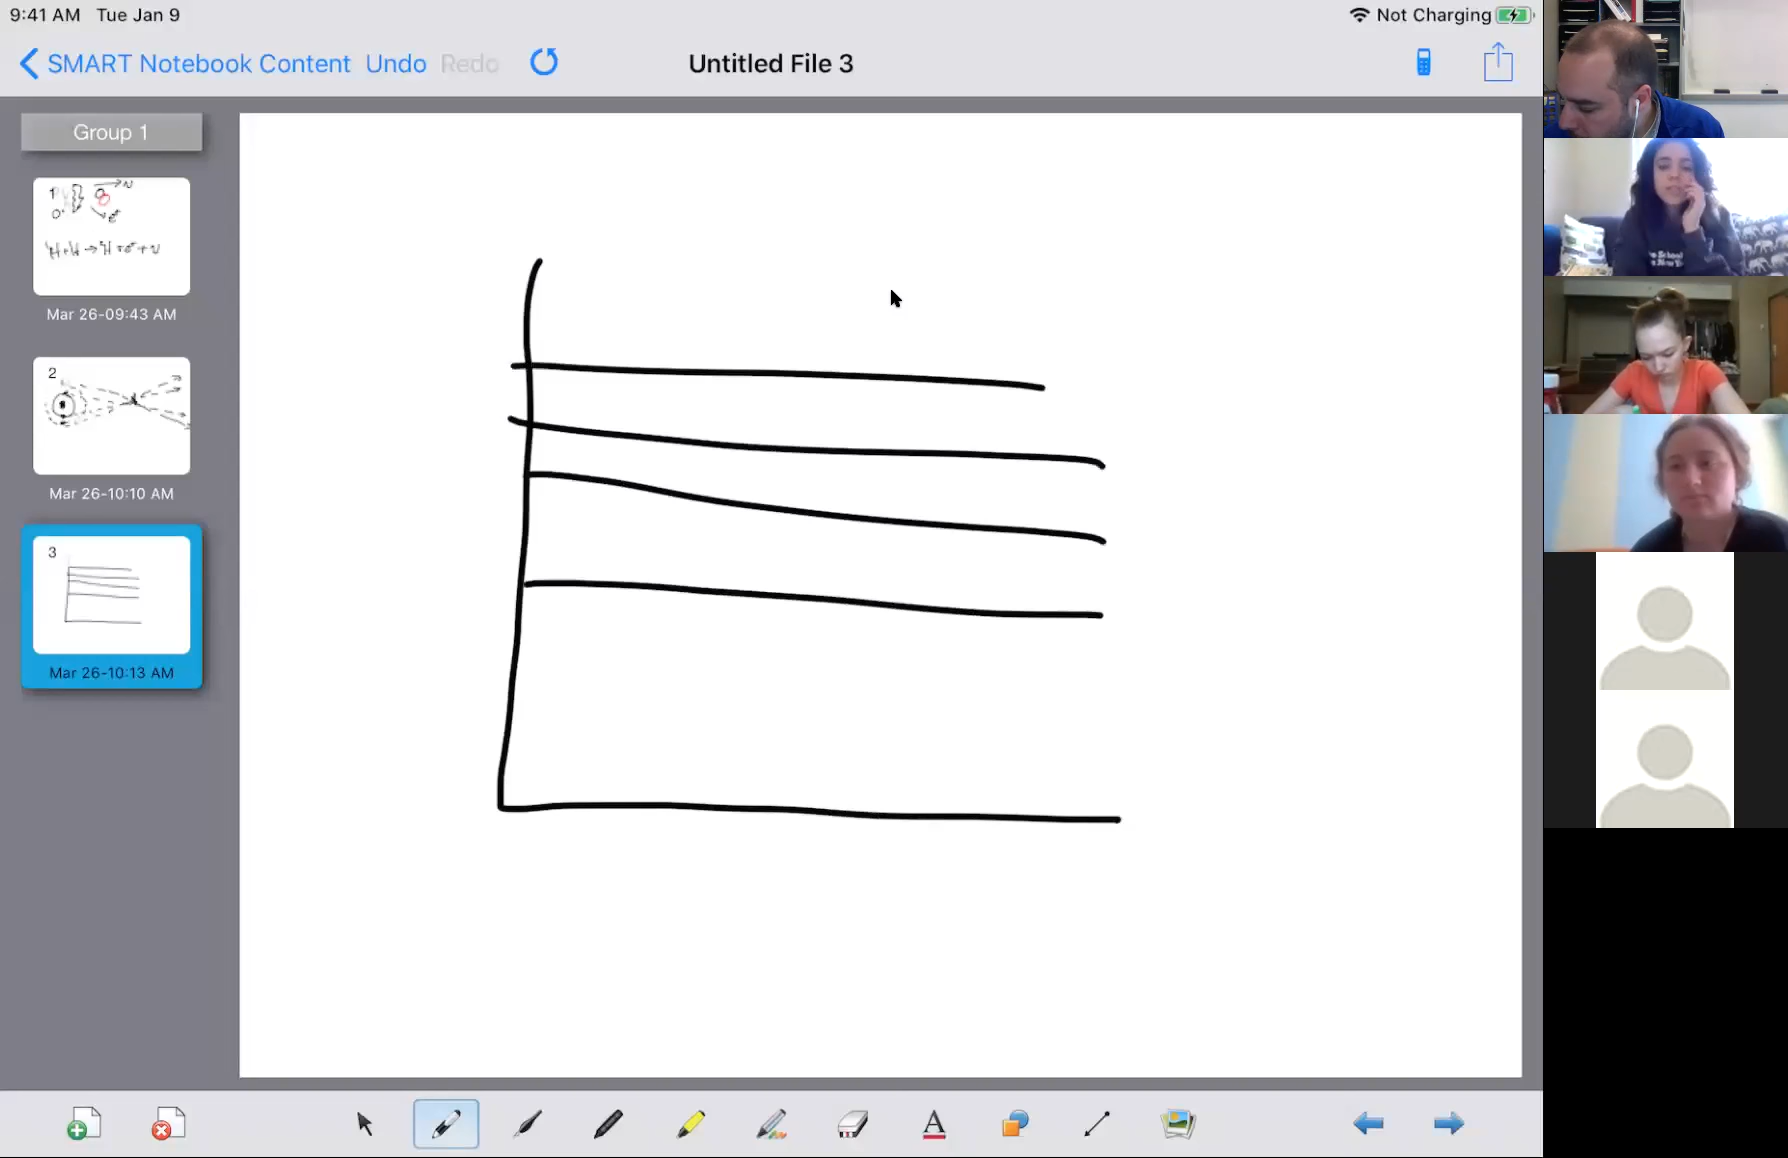 9:41 AM Tue Jan 9
Not Charging
SMART Notebook Content Undo Redo
Untitled File 3
Group 1
1
Mar 26-09:43 AM
2
Mar 26-10:10 AM
3
Mar 26-10:13 AM
A